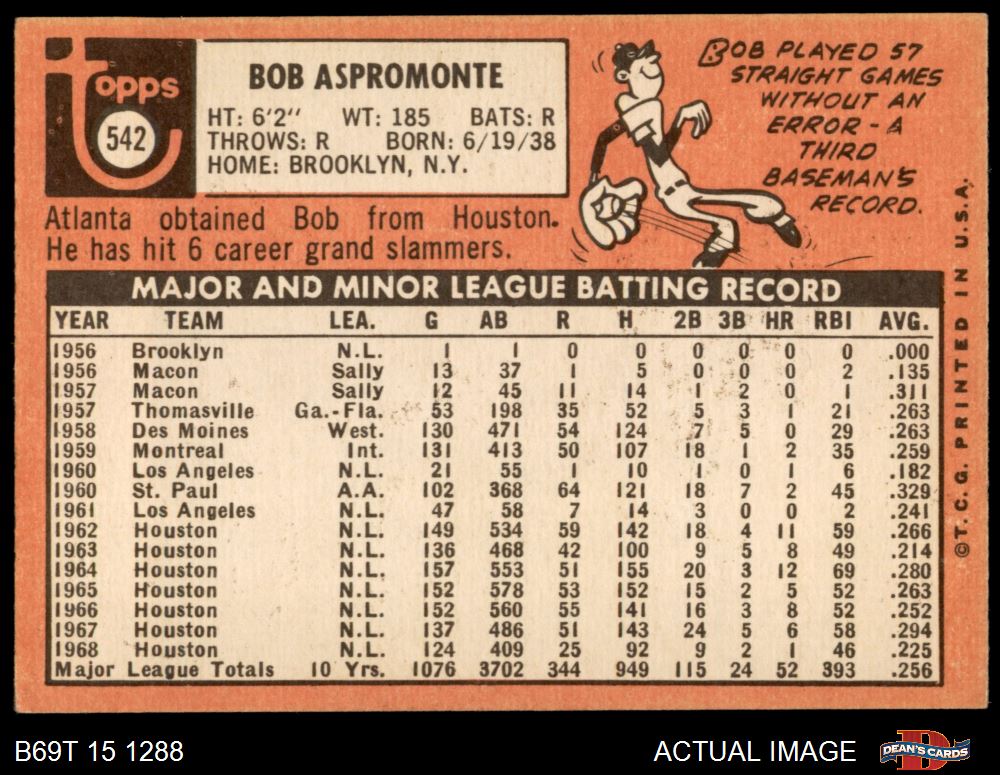 Topps
542
BOB ASPROMONTE
HT: 6'2" WT: 185 BATS: R
THROWS: R BORN: 6/19/38
HOME: BROOKLYN, N.Y.
BOB PLAYED 57
STRAIGHT GAMES
WITHOUT AN
ERROR - A
THIRD
BASEMAN'S
RECORD.
Atlanta obtained Bob from Houston.
He has hit 6 career grand slammers.
MAJOR AND MINOR LEAGUE BATTING RECORD
YEAR TEAM LEA. G AB R H 2B 3B HR RBI AVG.
1956 Brooklyn N.L. 1 1 0 0 0 0 0 0 .000
1956 Macon Sally 13 37 1 5 0 0 0 2 .135
1957 Macon Sally 12 45 11 14 1 2 0 1 .311
1957 Thomasville Ga.-Fla. 53 198 35 52 5 3 1 21 .263
1958 Des Moines West. 130 471 54 124 7 5 0 29 .263
1959 Montreal Int. 131 413 50 107 18 1 2 35 .259
1960 Los Angeles N.L. 21 55 1 10 1 0 1 6 .182
1960 St. Paul A.A. 102 368 64 121 18 7 2 45 .329
1961 Los Angeles N.L. 47 58 7 14 3 0 0 2 .241
1962 Houston N.L. 149 534 59 142 18 4 11 59 .266
1963 Houston N.L. 136 468 42 100 9 5 8 49 .214
1964 Houston N.L. 157 553 51 155 20 3 12 69 .280
1965 Houston N.L. 152 578 53 152 15 2 5 52 .263
1966 Houston N.L. 152 560 55 141 16 3 8 52 .252
1967 Houston N.L. 137 486 51 143 24 5 6 58 .294
1968 Houston N.L. 124 409 25 92 9 2 1 46 .225
Major League Totals 10 Yrs. 1076 3702 344 949 115 24 52 393 .256
©T.C.G. PRINTED IN U.S.A.
B69T 15 1288
ACTUAL IMAGE
D
DEAN'S CARDS